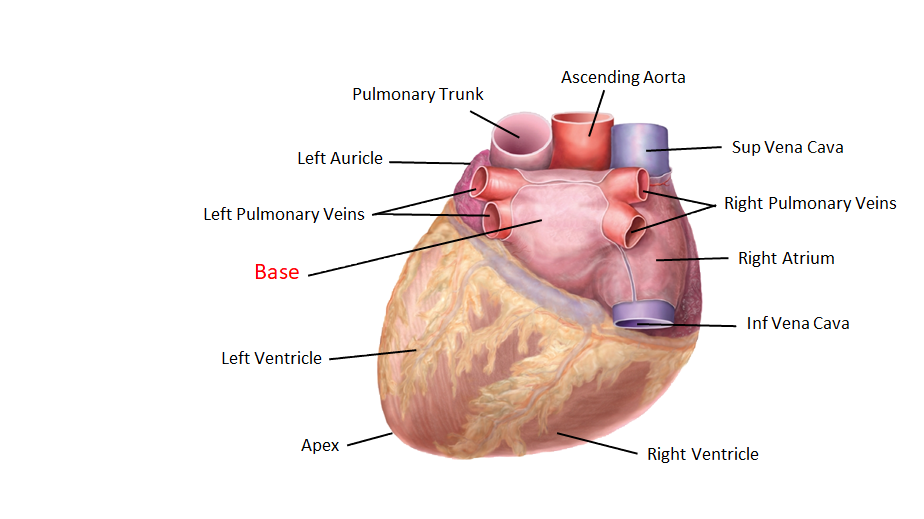 Ascending Aorta
Pulmonary Trunk
Sup Vena Cava
Left Auricle
Right Pulmonary Veins
Left Pulmonary Veins
Right Atrium
Base
Inf Vena Cava
Left Ventricle
Apex
Right Ventricle